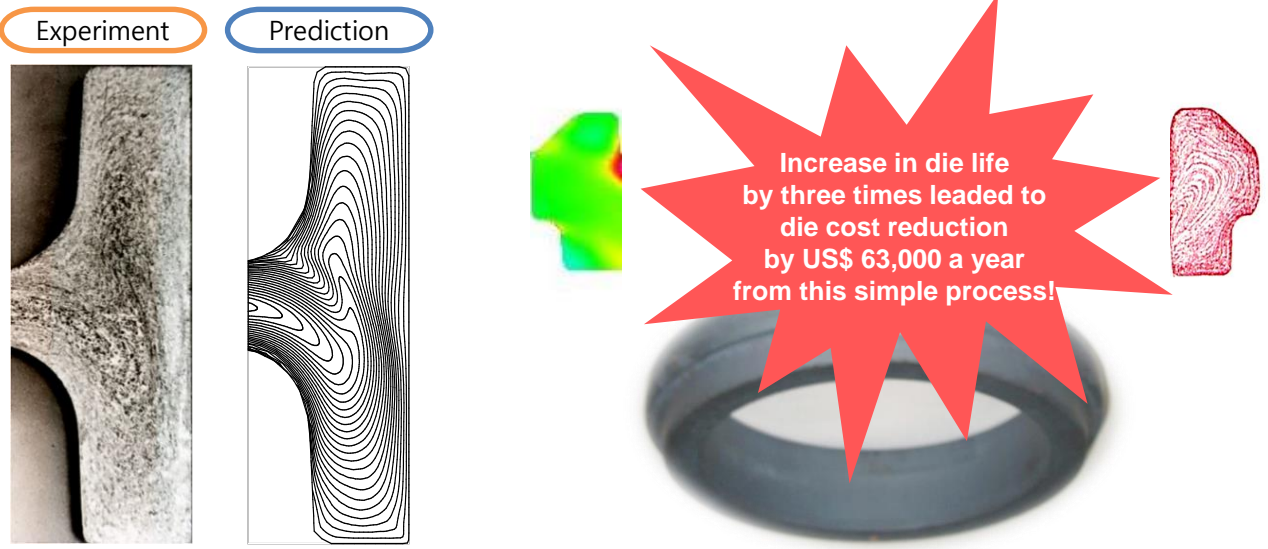 Experiment
Prediction
Increase in die life
by three times leaded to
die cost reduction
by US$ 63,000 a year
from this simple process!